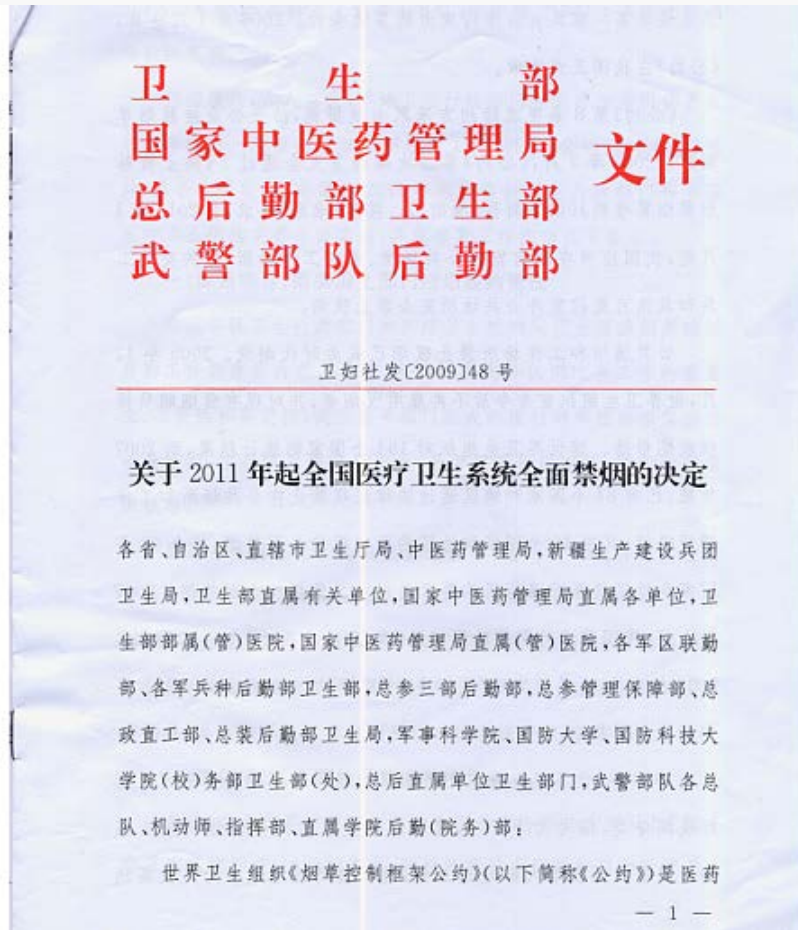 卫生部
国家中医药管理局
总后勤部卫生部
武警部队后勤部
文件
卫妇社发〔2009〕48号
关于2011年起全国医疗卫生系统全面禁烟的决定
各省、自治区、直辖市卫生厅局、中医药管理局，新疆生产建设兵团
卫生局，卫生部直属有关单位，国家中医药管理局直属各单位，卫
生部部属(管)医院，国家中医药管理局直属(管)医院，各军区联勤
部、各军兵种后勤部卫生部，总参三部后勤部，总参管理保障部、总
政直工部、总装后勤部卫生局，军事科学院、国防大学、国防科技大
学院(校)务部卫生部(处)，总后直属单位卫生部门，武警部队各总
队、机动师、指挥部、直属学院后勤(院务)部：
世界卫生组织《烟草控制框架公约》(以下简称《公约》)是医药
— 1 —